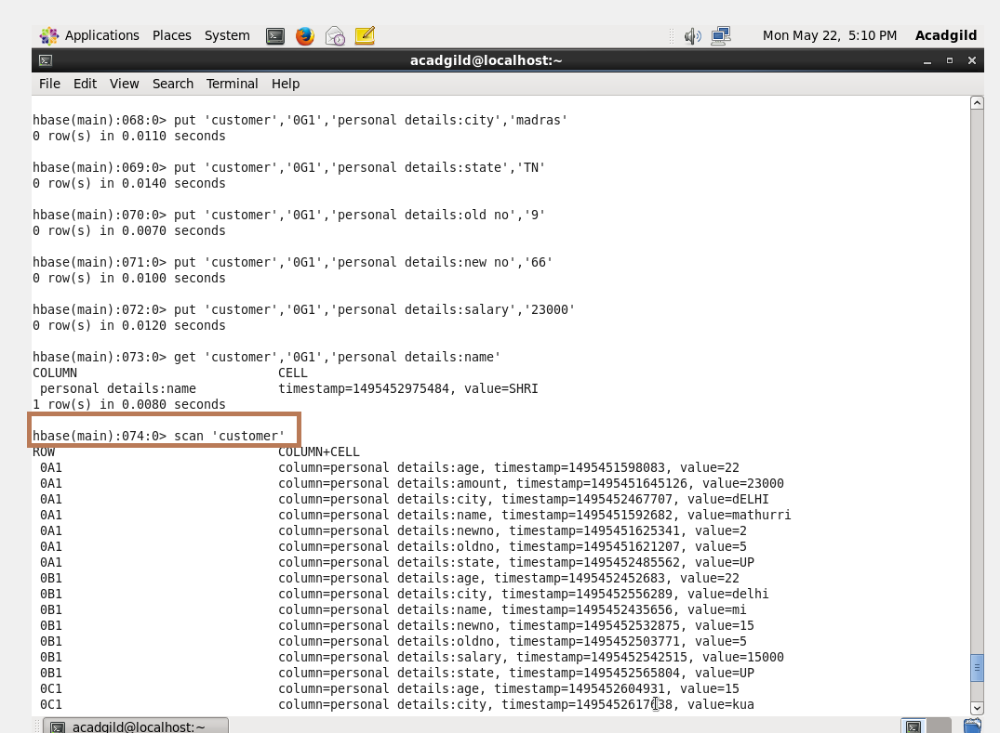 Applications Places System Mon May 22, 5:10 PM Acadgild
acadgild@localhost:~
File Edit View Search Terminal Help
hbase(main):068:0> put 'customer','0G1','personal details:city','madras'
0 row(s) in 0.0110 seconds
hbase(main):069:0> put 'customer','0G1','personal details:state','TN'
0 row(s) in 0.0140 seconds
hbase(main):070:0> put 'customer','0G1','personal details:old no','9'
0 row(s) in 0.0070 seconds
hbase(main):071:0> put 'customer','0G1','personal details:new no','66'
0 row(s) in 0.0100 seconds
hbase(main):072:0> put 'customer','0G1','personal details:salary','23000'
0 row(s) in 0.0120 seconds
hbase(main):073:0> get 'customer','0G1','personal details:name'
COLUMN CELL
personal details:name timestamp=1495452975484, value=SHRI
1 row(s) in 0.0080 seconds
hbase(main):074:0> scan 'customer'
ROW COLUMN+CELL
0A1 column=personal details:age, timestamp=1495451598083, value=22
0A1 column=personal details:amount, timestamp=1495451645126, value=23000
0A1 column=personal details:city, timestamp=1495452467707, value=dELHI
0A1 column=personal details:name, timestamp=1495451592682, value=mathurri
0A1 column=personal details:newno, timestamp=1495451625341, value=2
0A1 column=personal details:oldno, timestamp=1495451621207, value=5
0A1 column=personal details:state, timestamp=1495452485562, value=UP
0B1 column=personal details:age, timestamp=1495452452683, value=22
0B1 column=personal details:city, timestamp=1495452556289, value=delhi
0B1 column=personal details:name, timestamp=1495452435656, value=mi
0B1 column=personal details:newno, timestamp=1495452532875, value=15
0B1 column=personal details:oldno, timestamp=1495452503771, value=5
0B1 column=personal details:salary, timestamp=1495452542515, value=15000
0B1 column=personal details:state, timestamp=1495452565804, value=UP
0C1 column=personal details:age, timestamp=1495452604931, value=15
0C1 column=personal details:city, value=kua
acadgild@localhost:~